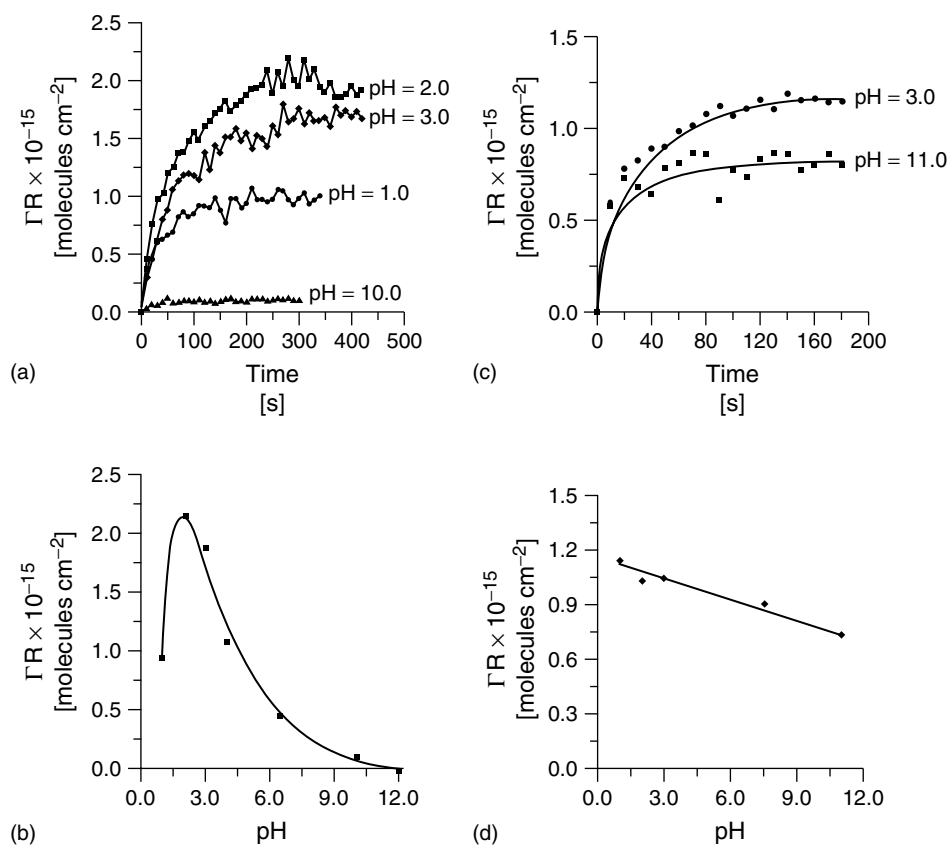 2.5
2.0
1.5
1.0
0.5
0.0
ΓR × 10−15
[molecules cm−2]
pH = 2.0
pH = 3.0
pH = 1.0
pH = 10.0
0 100 200 300 400 500
Time
[s]
(a)
1.5
1.0
0.5
0.0
ΓR × 10−15
[molecules cm−2]
pH = 3.0
pH = 11.0
0 40 80 120 160 200
Time
[s]
(c)
2.5
2.0
1.5
1.0
0.5
0.0
ΓR × 10−15
[molecules cm−2]
0.0 3.0 6.0 9.0 12.0
pH
(b)
1.5
1.2
0.9
0.6
0.3
0.0
ΓR × 10−15
[molecules cm−2]
0.0 3.0 6.0 9.0 12.0
pH
(d)